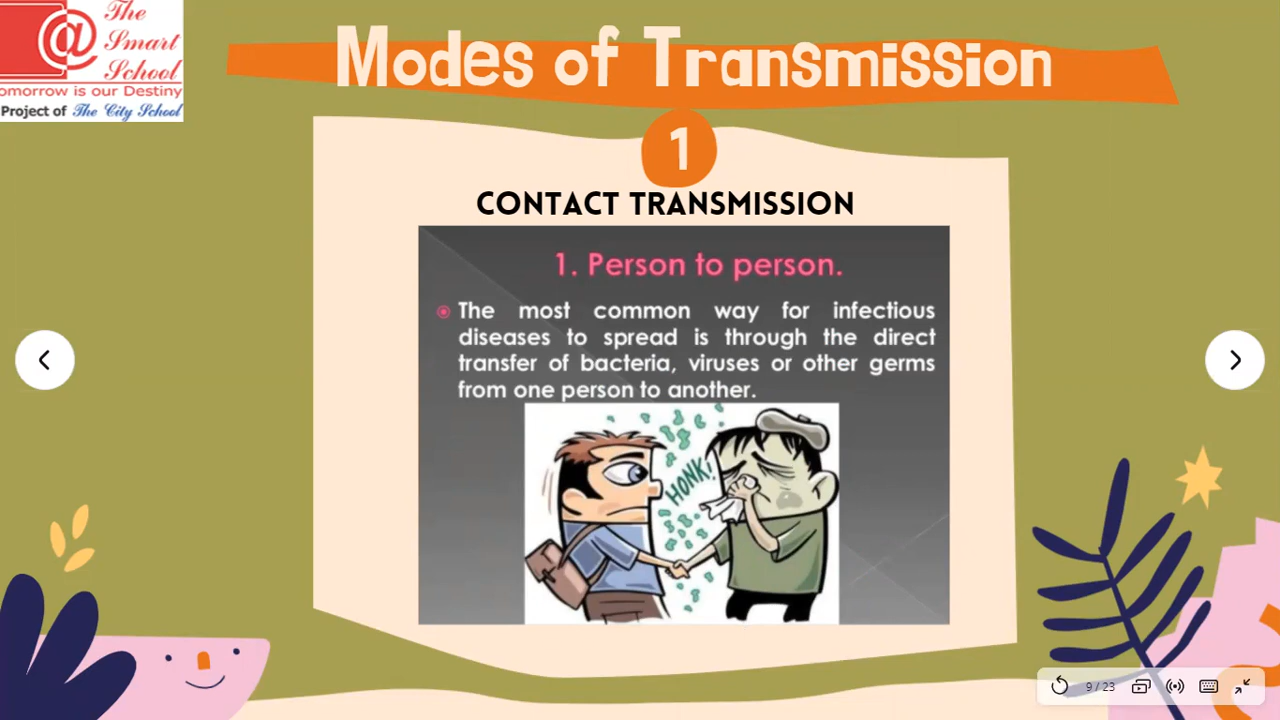 The
Smart
School
omorrow is our Destiny
Project of The City School
Modes of Transmission
1
CONTACT TRANSMISSION
1. Person to person.
The most common way for infectious
diseases to spread is through the direct
transfer of bacteria, viruses or other germs
from one person to another.
HONK!
9 / 23